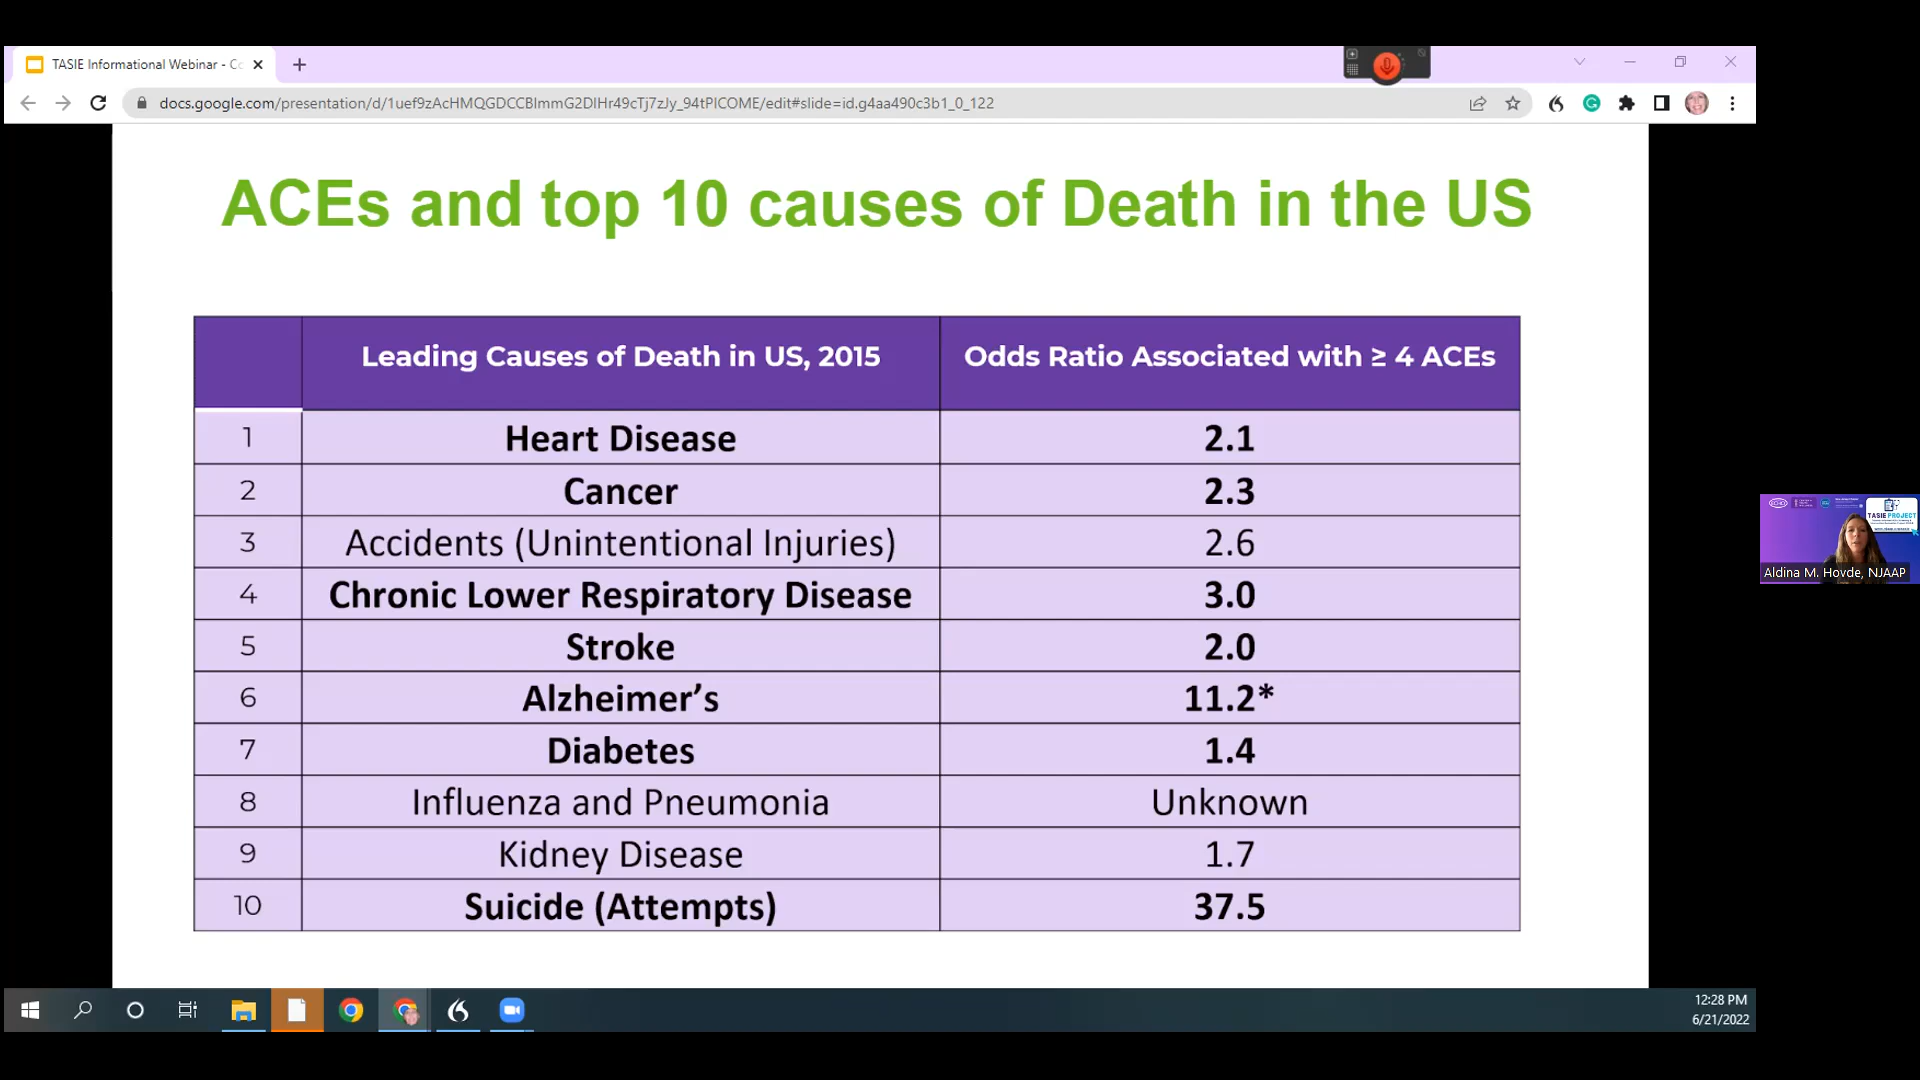 TASIE Informational Webinar - Co
docs.google.com/presentation/d/1uef9zAcHMQGDCCBlmmG2DIHr49cTj7zJy_94tPICOME/edit#slide=id.g4aa490c3b1_0_122
ACEs and top 10 causes of Death in the US
Leading Causes of Death in US, 2015 Odds Ratio Associated with ≥ 4 ACEs
1 Heart Disease 2.1
2 Cancer 2.3
3 Accidents (Unintentional Injuries) 2.6
4 Chronic Lower Respiratory Disease 3.0
5 Stroke 2.0
6 Alzheimer’s 11.2*
7 Diabetes 1.4
8 Influenza and Pneumonia Unknown
9 Kidney Disease 1.7
10 Suicide (Attempts) 37.5
TASIE PROJECT
Aldina M. Hovde, NJAAP
12:28 PM
6/21/2022